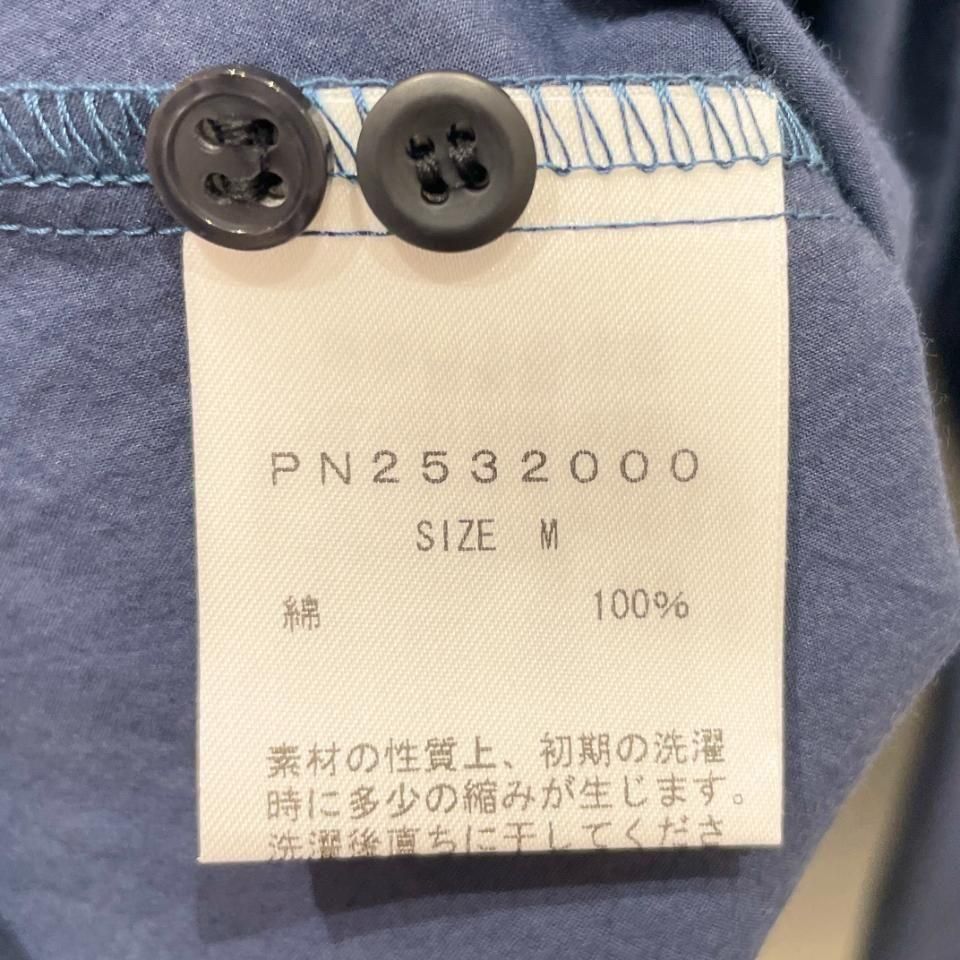 PN2532000
SIZE M
綿 100%
素材の性質上、初期の洗濯
時に多少の縮みが生じます。
洗濯後直ちに干してくださ